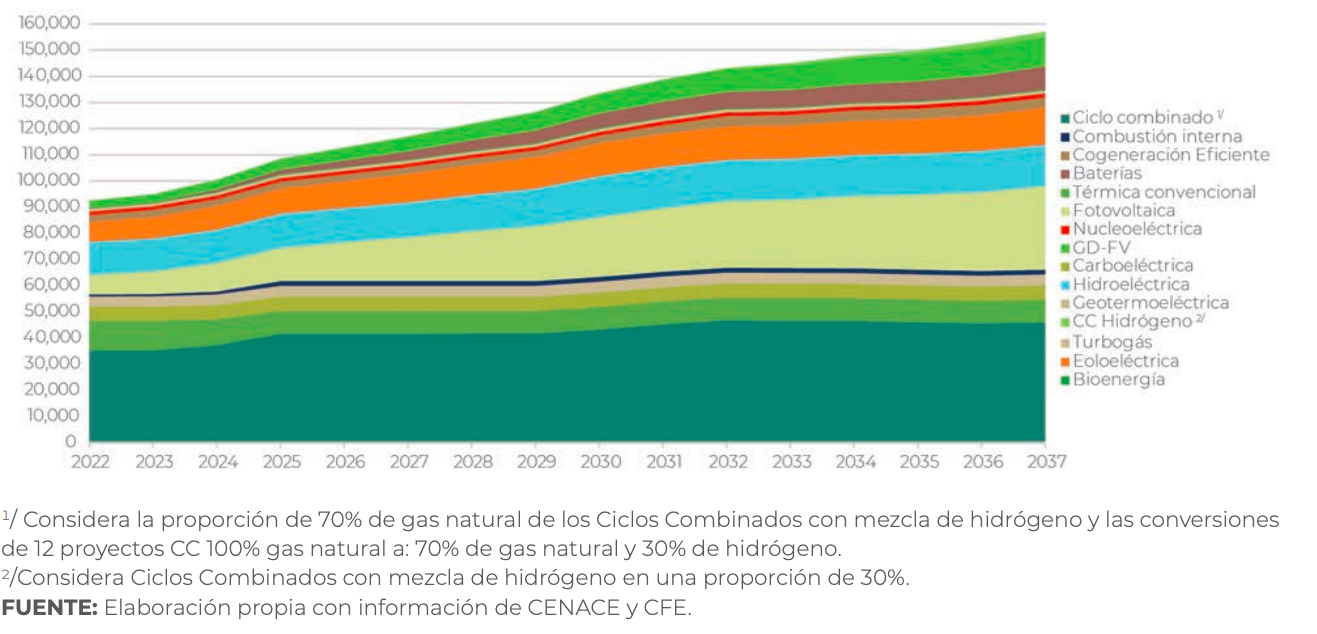 160,000
150,000
140,000
130,000
120,000
110,000
100,000
90,000
80,000
70,000
60,000
50,000
40,000
30,000
20,000
10,000
0
2022 2023 2024 2025 2026 2027 2028 2029 2030 2031 2032 2033 2034 2035 2036 2037
Ciclo combinado 1/
Combustión interna
Cogeneración Eficiente
Baterías
Térmica convencional
Fotovoltaica
Nucleoeléctrica
GD-FV
Carboeléctrica
Hidroeléctrica
Geotermoeléctrica
CC Hidrógeno 2/
Turbogás
Eoloeléctrica
Bioenergía
1/ Considera la proporción de 70% de gas natural de los Ciclos Combinados con mezcla de hidrógeno y las conversiones
de 12 proyectos CC 100% gas natural a: 70% de gas natural y 30% de hidrógeno.
2/Considera Ciclos Combinados con mezcla de hidrógeno en una proporción de 30%.
FUENTE: Elaboración propia con información de CENACE y CFE.